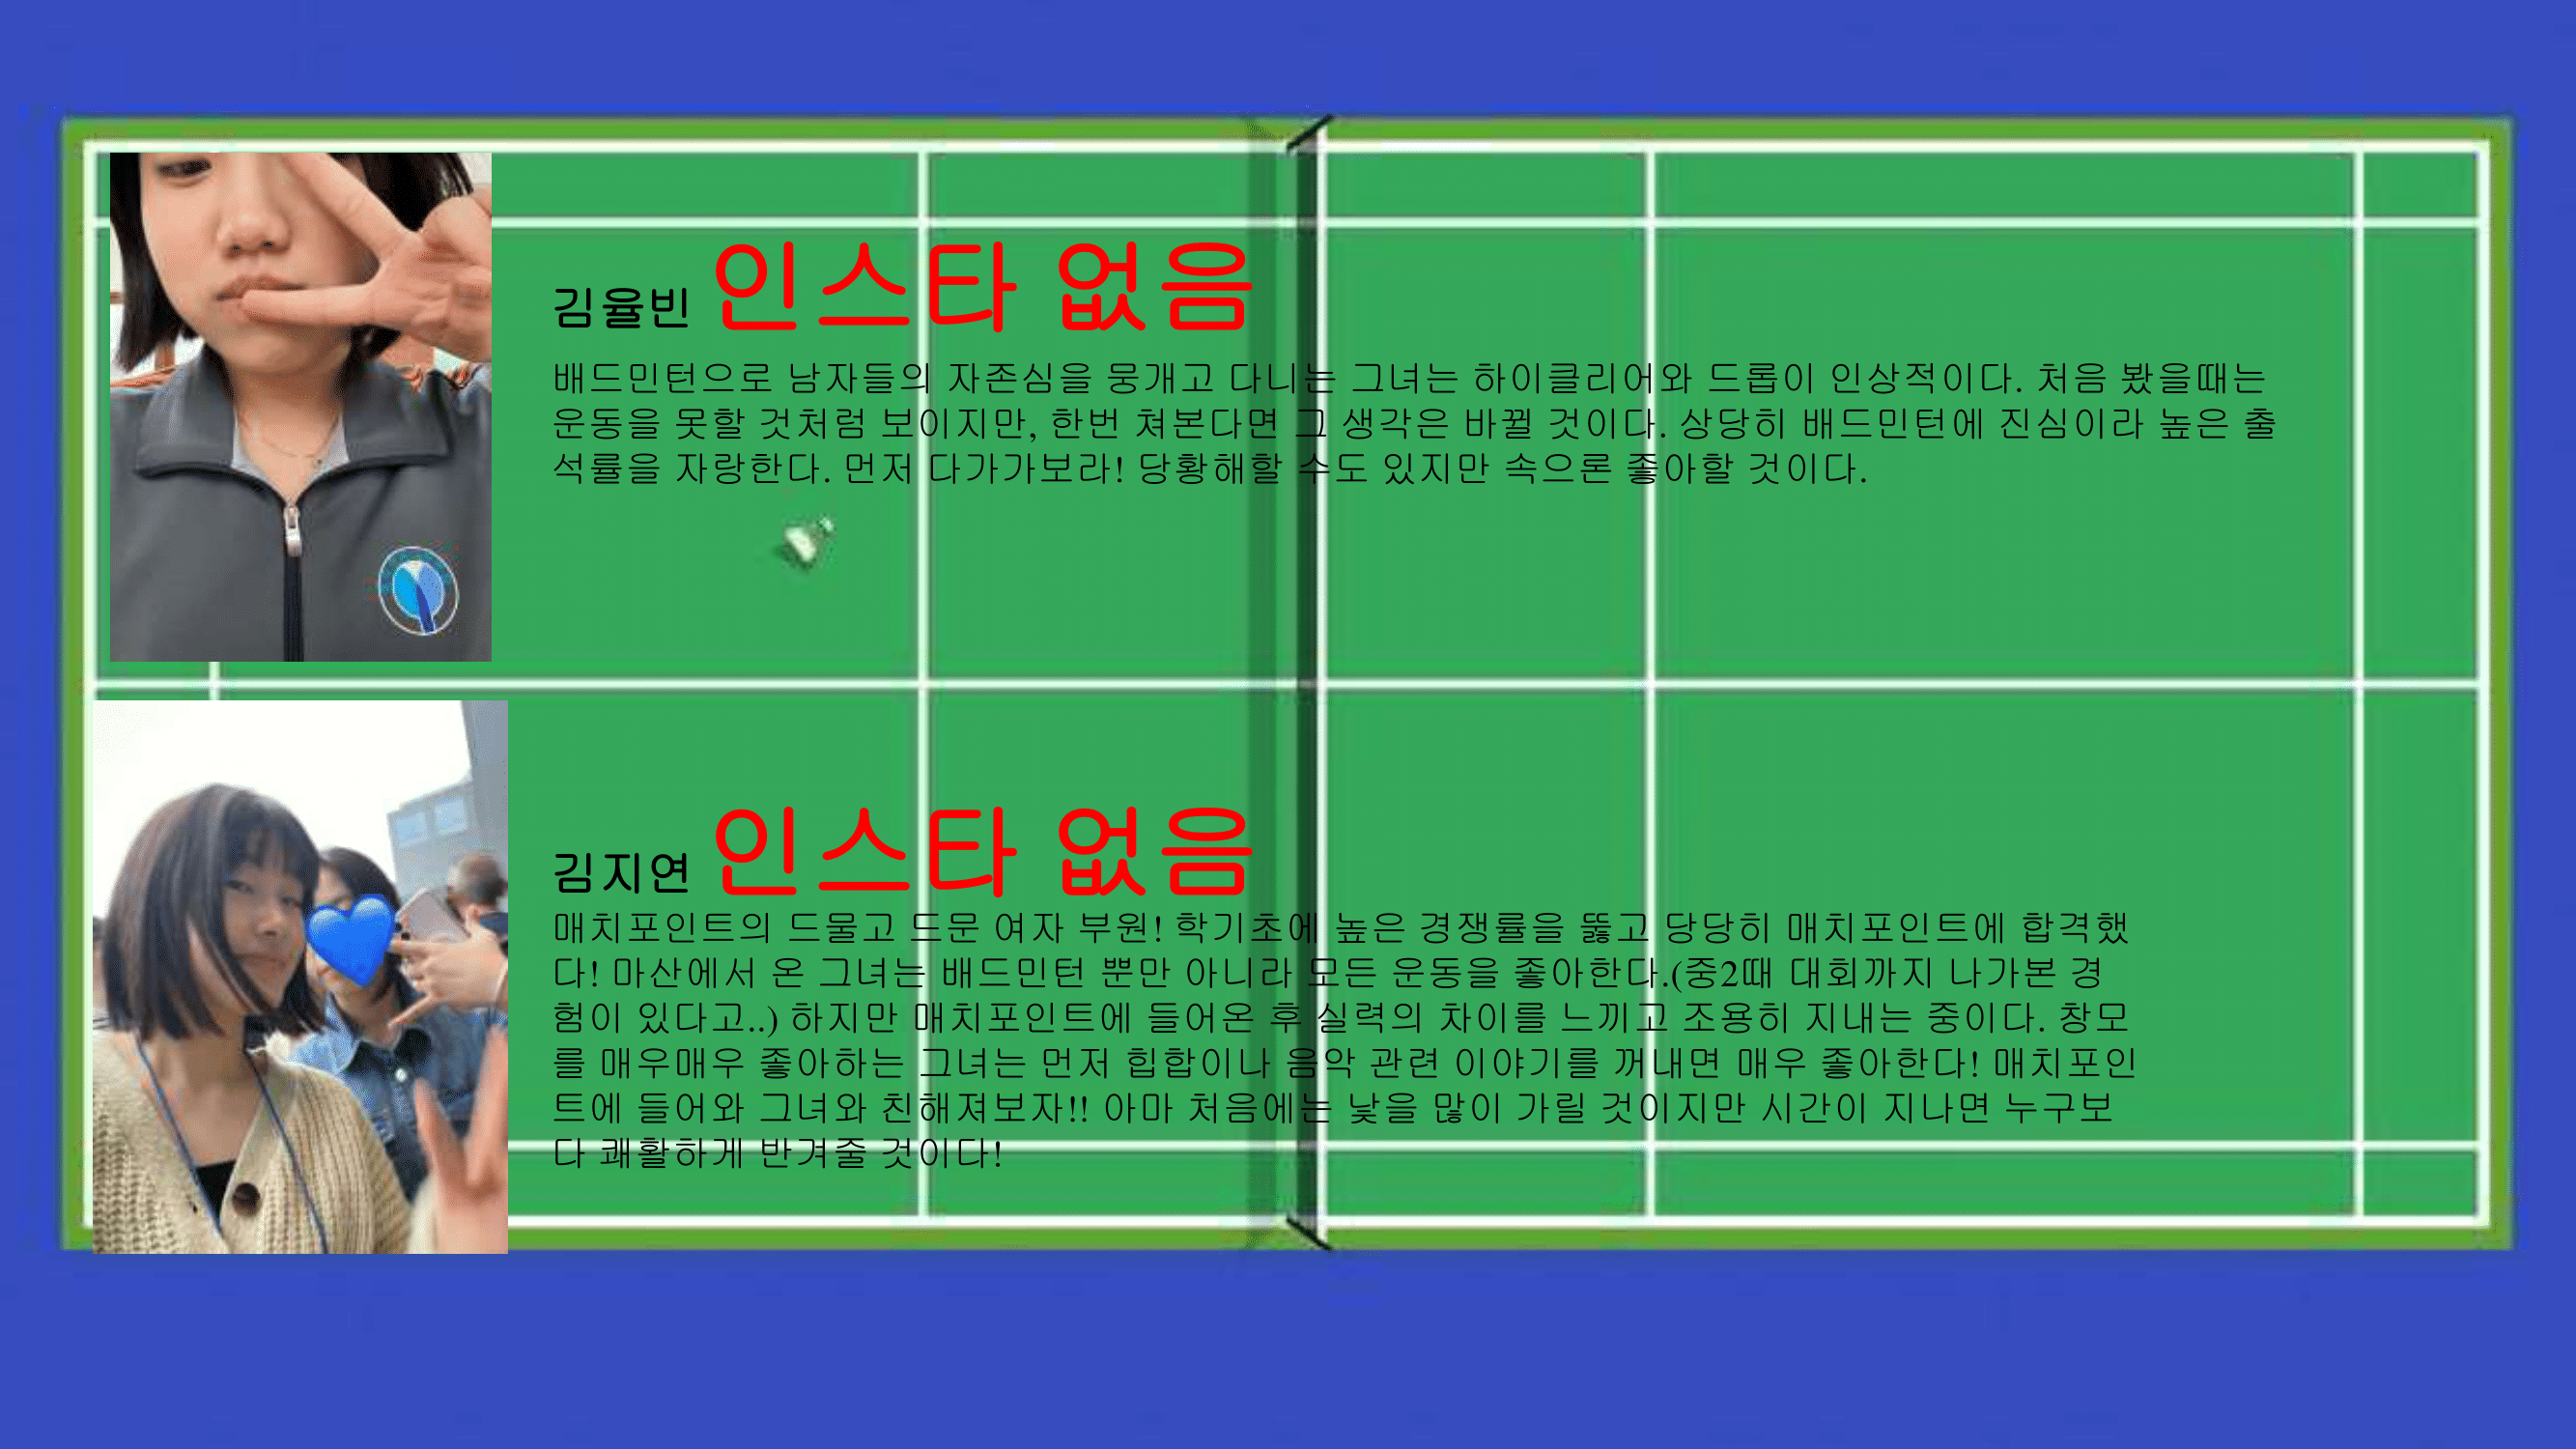 김율빈 인스타 없음
배드민턴으로 남자들의 자존심을 뭉개고 다니는 그녀는 하이클리어와 드롭이 인상적이다. 처음 봤을때는
운동을 못할 것처럼 보이지만, 한번 쳐본다면 그 생각은 바뀔 것이다. 상당히 배드민턴에 진심이라 높은 출
석률을 자랑한다. 먼저 다가가보라! 당황해할 수도 있지만 속으론 좋아할 것이다.
김지연 인스타 없음
매치포인트의 드물고 드문 여자 부원! 학기초에 높은 경쟁률을 뚫고 당당히 매치포인트에 합격했
다! 마산에서 온 그녀는 배드민턴 뿐만 아니라 모든 운동을 좋아한다.(중2때 대회까지 나가본 경
험이 있다고..) 하지만 매치포인트에 들어온 후 실력의 차이를 느끼고 조용히 지내는 중이다. 창모
를 매우매우 좋아하는 그녀는 먼저 힙합이나 음악 관련 이야기를 꺼내면 매우 좋아한다! 매치포인
트에 들어와 그녀와 친해져보자!! 아마 처음에는 낯을 많이 가릴 것이지만 시간이 지나면 누구보
다 쾌활하게 반겨줄 것이다!